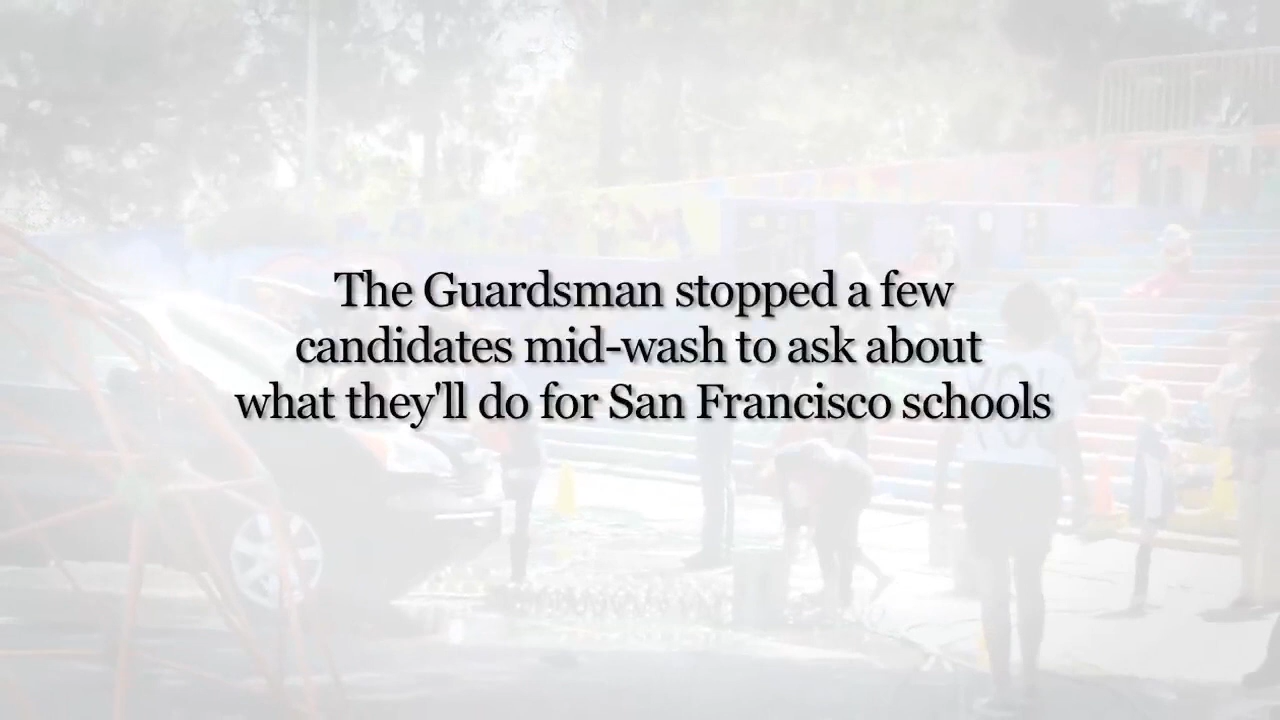 The Guardsman stopped a few
candidates mid-wash to ask about
what they'll do for San Francisco schools